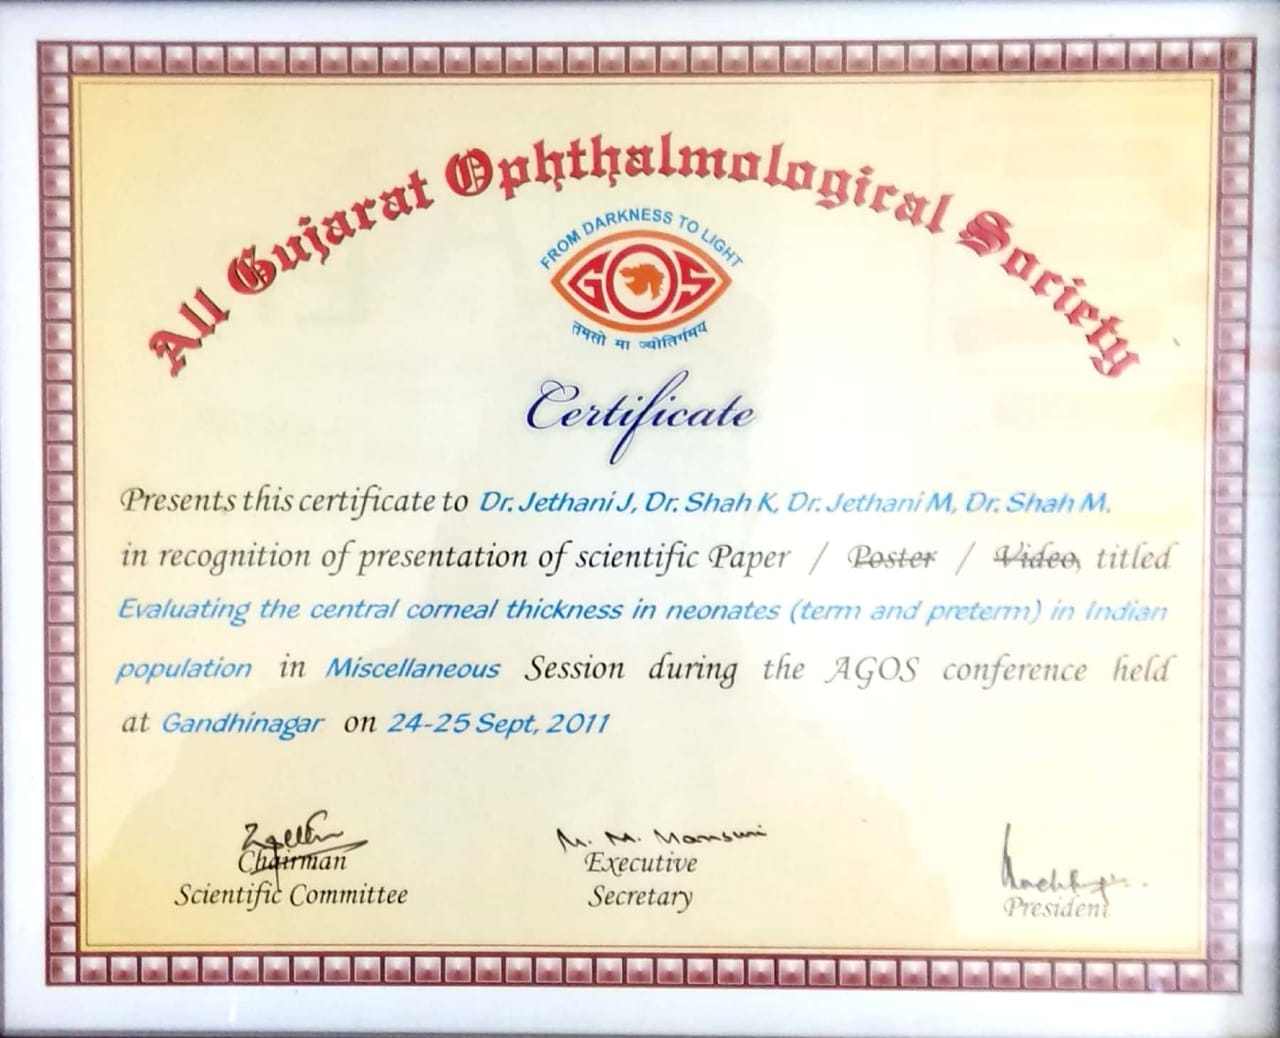 All Gujarat Ophthalmological Society
FROM DARKNESS TO LIGHT
GOS
तमसो मा ज्योतिर्गमय
Certificate
Presents this certificate to Dr. Jethani J, Dr. Shah K, Dr. Jethani M, Dr. Shah M.
in recognition of presentation of scientific Paper / Poster / Video, titled
Evaluating the central corneal thickness in neonates (term and preterm) in Indian
population in Miscellaneous Session during the AGOS conference held
at Gandhinagar on 24-25 Sept, 2011
M. M. Mansuri
Chairman Executive
Scientific Committee Secretary
President